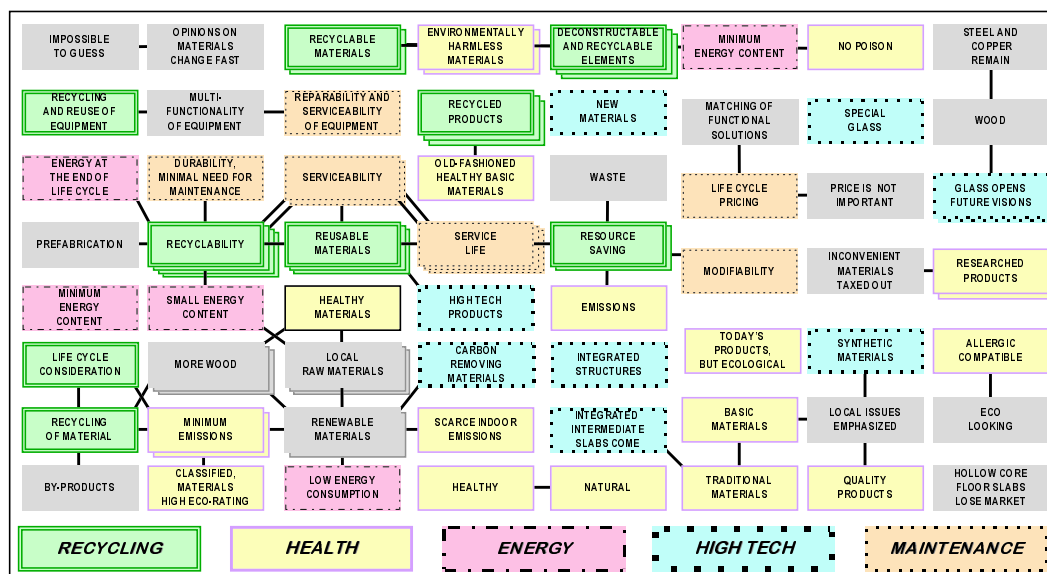 IMPOSSIBLE
TO GUESS
OPINIONS ON
MATERIALS
CHANGE FAST
RECYCLABLE
MATERIALS
ENVIRONMENTALLY
HARMLESS
MATERIALS
DECONSTRUCTABLE
AND RECYCLABLE
ELEMENTS
MINIMUM
ENERGY CONTENT
NO POISON
STEEL AND
COPPER
REMAIN
RECYCLING
AND REUSE OF
EQUIPMENT
MULTI-
FUNCTIONALITY
OF EQUIPMENT
REPARABILITY AND
SERVICEABILITY
OF EQUIPMENT
RECYCLED
PRODUCTS
NEW
MATERIALS
MATCHING OF
FUNCTIONAL
SOLUTIONS
SPECIAL
GLASS
WOOD
ENERGY AT
THE END OF
LIFE CYCLE
DURABILITY,
MINIMAL NEED FOR
MAINTENANCE
SERVICEABILITY
OLD-FASHIONED
HEALTHY BASIC
MATERIALS
WASTE
LIFE CYCLE
PRICING
PRICE IS NOT
IMPORTANT
GLASS OPENS
FUTURE VISIONS
PREFABRICATION
RECYCLABILITY
REUSABLE
MATERIALS
SERVICE
LIFE
RESOURCE
SAVING
MODIFIABILITY
INCONVENIENT
MATERIALS
TAXED OUT
RESEARCHED
PRODUCTS
MINIMUM
ENERGY
CONTENT
SMALL ENERGY
CONTENT
HEALTHY
MATERIALS
HIGH TECH
PRODUCTS
EMISSIONS
LIFE CYCLE
CONSIDERATION
MORE WOOD
LOCAL
RAW MATERIALS
CARBON
REMOVING
MATERIALS
INTEGRATED
STRUCTURES
TODAY'S
PRODUCTS,
BUT ECOLOGICAL
SYNTHETIC
MATERIALS
ALLERGIC
COMPATIBLE
RECYCLING
OF MATERIAL
MINIMUM
EMISSIONS
RENEWABLE
MATERIALS
SCARCE INDOOR
EMISSIONS
INTEGRATED
INTERMEDIATE
SLABS COME
BASIC
MATERIALS
LOCAL ISSUES
EMPHASIZED
ECO
LOOKING
BY-PRODUCTS
CLASSIFIED,
MATERIALS
HIGH ECO-RATING
LOW ENERGY
CONSUMPTION
HEALTHY
NATURAL
TRADITIONAL
MATERIALS
QUALITY
PRODUCTS
HOLLOW CORE
FLOOR SLABS
LOSE MARKET
RECYCLING
HEALTH
ENERGY
HIGH TECH
MAINTENANCE